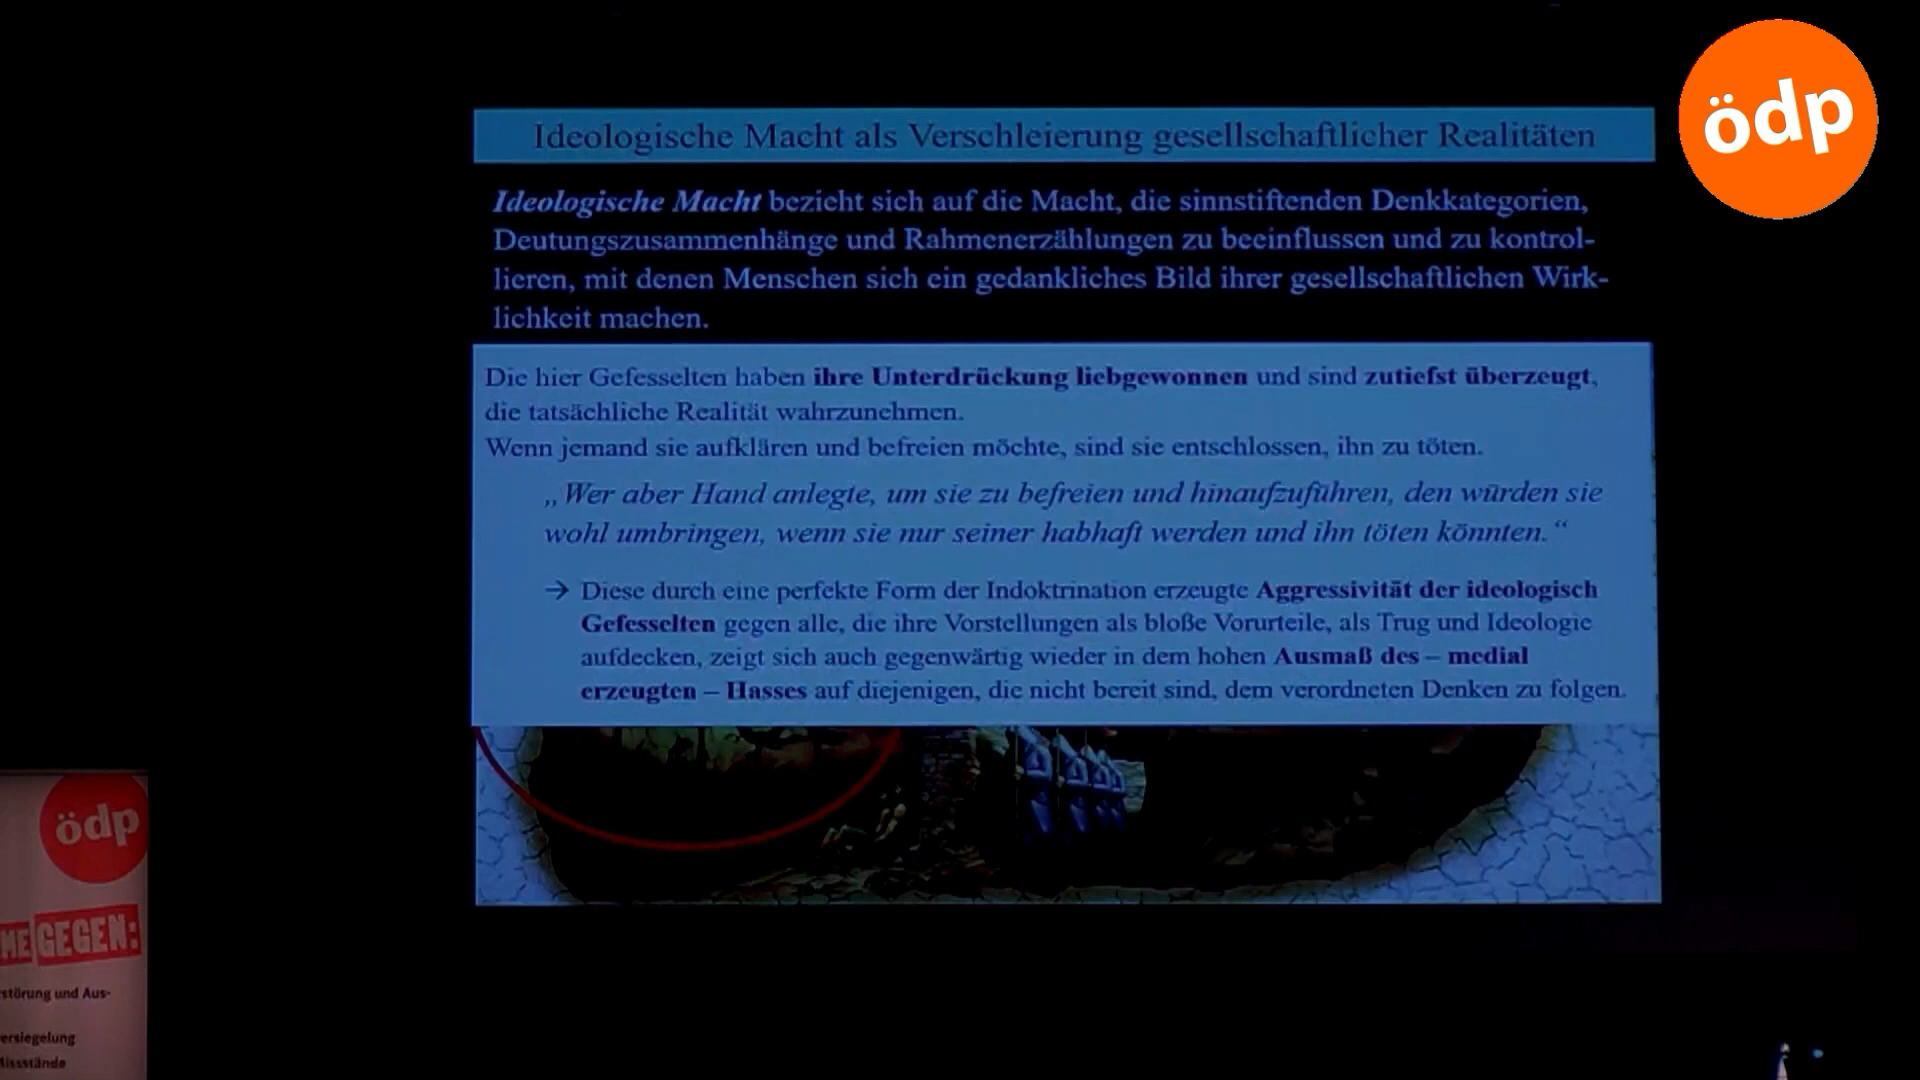 ödp
Ideologische Macht als Verschleierung gesellschaftlicher Realitäten
Ideologische Macht bezieht sich auf die Macht, die sinnstiftenden Denkkategorien,
Deutungszusammenhänge und Rahmenerzählungen zu beeinflussen und zu kontrol-
lieren, mit denen Menschen sich ein gedankliches Bild ihrer gesellschaftlichen Wirk-
lichkeit machen.
Die hier Gefesselten haben ihre Unterdrückung liebgewonnen und sind zutiefst überzeugt,
die tatsächliche Realität wahrzunehmen.
Wenn jemand sie aufklären und befreien möchte, sind sie entschlossen, ihn zu töten.
„Wer aber Hand anlegte, um sie zu befreien und hinaufzuführen, den würden sie
wohl umbringen, wenn sie nur seiner habhaft werden und ihn töten könnten.“
→ Diese durch eine perfekte Form der Indoktrination erzeugte Aggressivität der ideologisch
Gefesselten gegen alle, die ihre Vorstellungen als bloße Vorurteile, als Trug und Ideologie
aufdecken, zeigt sich auch gegenwärtig wieder in dem hohen Ausmaß des – medial
erzeugten – Hasses auf diejenigen, die nicht bereit sind, dem verordneten Denken zu folgen.
ödp
ME GEGEN:
störung und Aus-
ersiegelung
Missstände